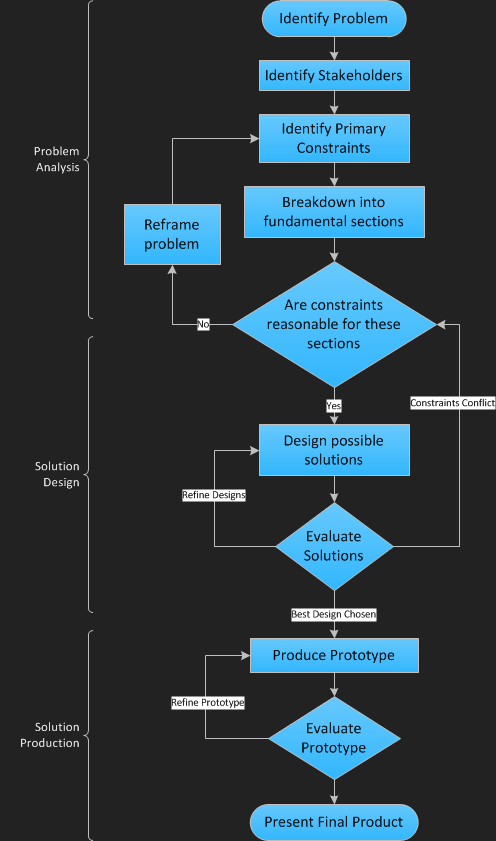 Identify Problem
Identify Stakeholders
Identify Primary
Constraints
Problem
Analysis
Breakdown into
fundamental sections
Reframe
problem
Are constraints
reasonable for these
sections
No
Yes
Constraints Conflict
Design possible
solutions
Solution
Design
Refine Designs
Evaluate
Solutions
Best Design Chosen
Produce Prototype
Refine Prototype
Solution
Production
Evaluate
Prototype
Present Final Product